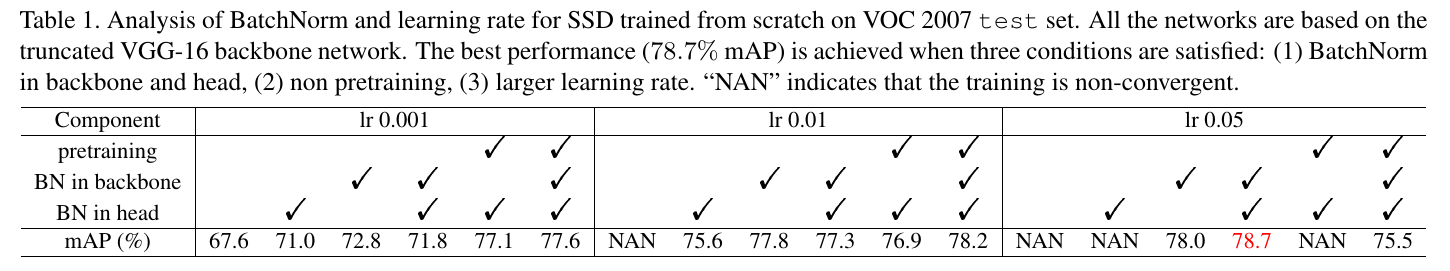 Table 1. Analysis of BatchNorm and learning rate for SSD trained from scratch on VOC 2007 test set. All the networks are based on the
truncated VGG-16 backbone network. The best performance (78.7% mAP) is achieved when three conditions are satisfied: (1) BatchNorm
in backbone and head, (2) non pretraining, (3) larger learning rate. “NAN” indicates that the training is non-convergent.
Component lr 0.001 lr 0.01 lr 0.05
pretraining ✓ ✓ ✓ ✓ ✓ ✓
BN in backbone ✓ ✓ ✓ ✓ ✓ ✓ ✓ ✓ ✓
BN in head ✓ ✓ ✓ ✓ ✓ ✓ ✓ ✓ ✓ ✓ ✓ ✓
mAP (%) 67.6 71.0 72.8 71.8 77.1 77.6 NAN 75.6 77.8 77.3 76.9 78.2 NAN NAN 78.0 78.7 NAN 75.5